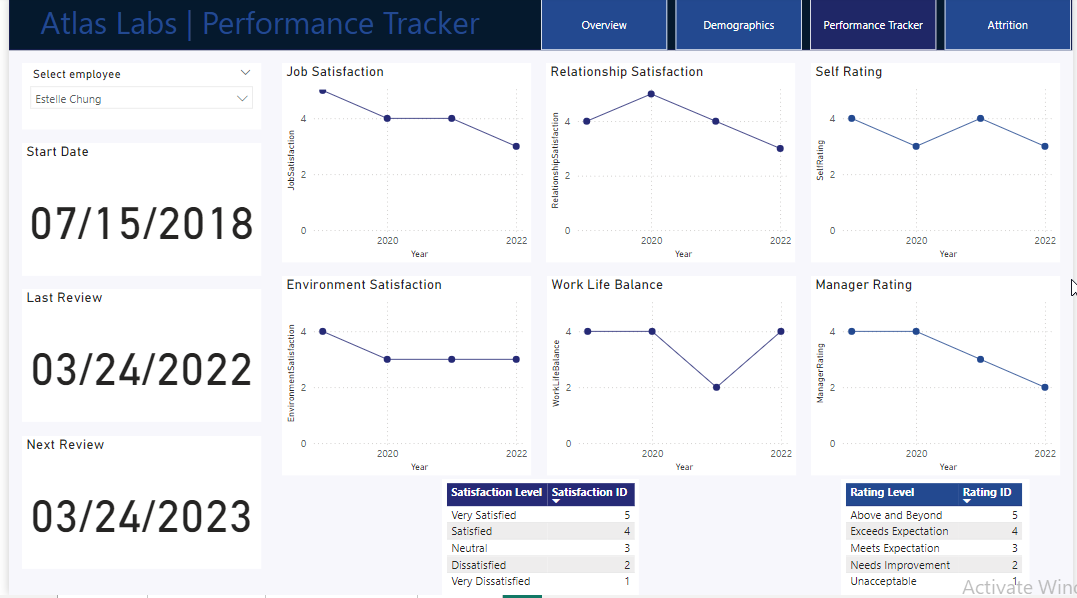 Atlas Labs | Performance Tracker
Overview
Demographics
Performance Tracker
Attrition
Select employee
Estelle Chung
Start Date
07/15/2018
Last Review
03/24/2022
Next Review
03/24/2023
Job Satisfaction
JobSatisfaction
4
2
0
2020 2022
Year
Relationship Satisfaction
RelationshipSatisfaction
4
2
0
2020 2022
Year
Self Rating
SelfRating
4
2
0
2020 2022
Year
Environment Satisfaction
EnvironmentSatisfaction
4
2
0
2020 2022
Year
Work Life Balance
WorkLifeBalance
4
2
0
2020 2022
Year
Manager Rating
ManagerRating
4
2
0
2020 2022
Year
Satisfaction Level Satisfaction ID
Very Satisfied 5
Satisfied 4
Neutral 3
Dissatisfied 2
Very Dissatisfied 1
Rating Level Rating ID
Above and Beyond 5
Exceeds Expectation 4
Meets Expectation 3
Needs Improvement 2
Unacceptable 1
Activate Win